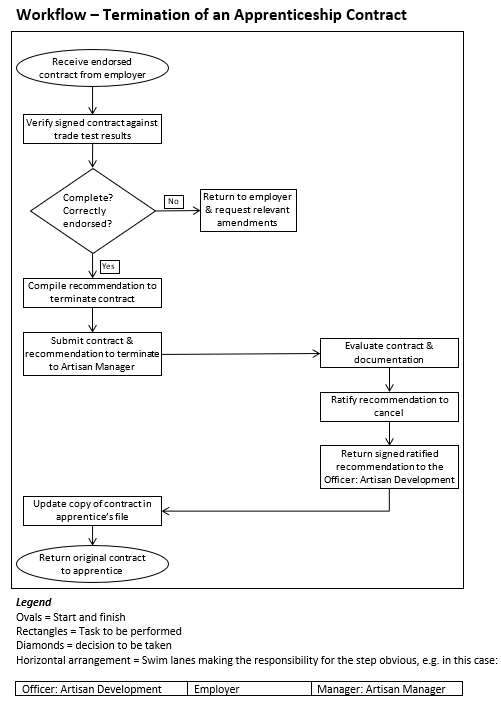 Workflow – Termination of an Apprenticeship Contract
Receive endorsed
contract from employer
Verify signed contract against
trade test results
Complete?
Correctly
endorsed?
No
Return to employer
& request relevant
amendments
Yes
Compile recommendation to
terminate contract
Submit contract &
recommendation to terminate
to Artisan Manager
Evaluate contract &
documentation
Ratify recommendation to
cancel
Return signed ratified
recommendation to the
Officer: Artisan Development
Update copy of contract in
apprentice's file
Return original contract
to apprentice
Legend
Ovals = Start and finish
Rectangles = Task to be performed
Diamonds = decision to be taken
Horizontal arrangement = Swim lanes making the responsibility for the step obvious, e.g. in this case:
Officer: Artisan Development Employer Manager: Artisan Manager